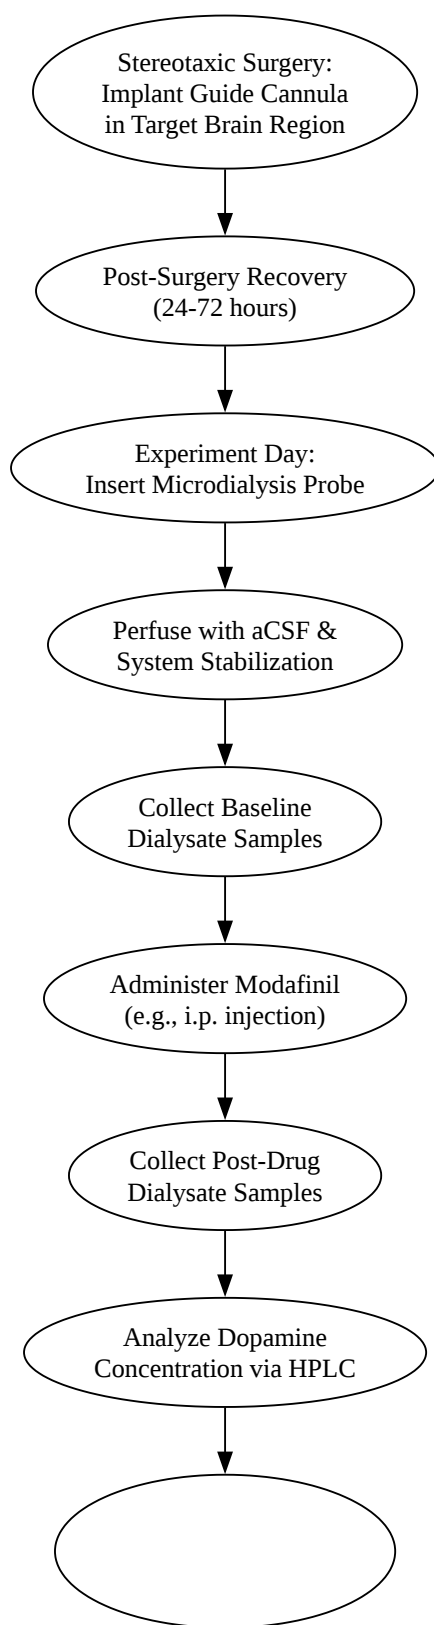 Stereotaxic Surgery:
Implant Guide Cannula
in Target Brain Region
Post-Surgery Recovery
(24-72 hours)
Experiment Day:
Insert Microdialysis Probe
Perfuse with aCSF &
System Stabilization
Collect Baseline
Dialysate Samples
Administer Modafinil
(e.g., i.p. injection)
Collect Post-Drug
Dialysate Samples
Analyze Dopamine
Concentration via HPLC